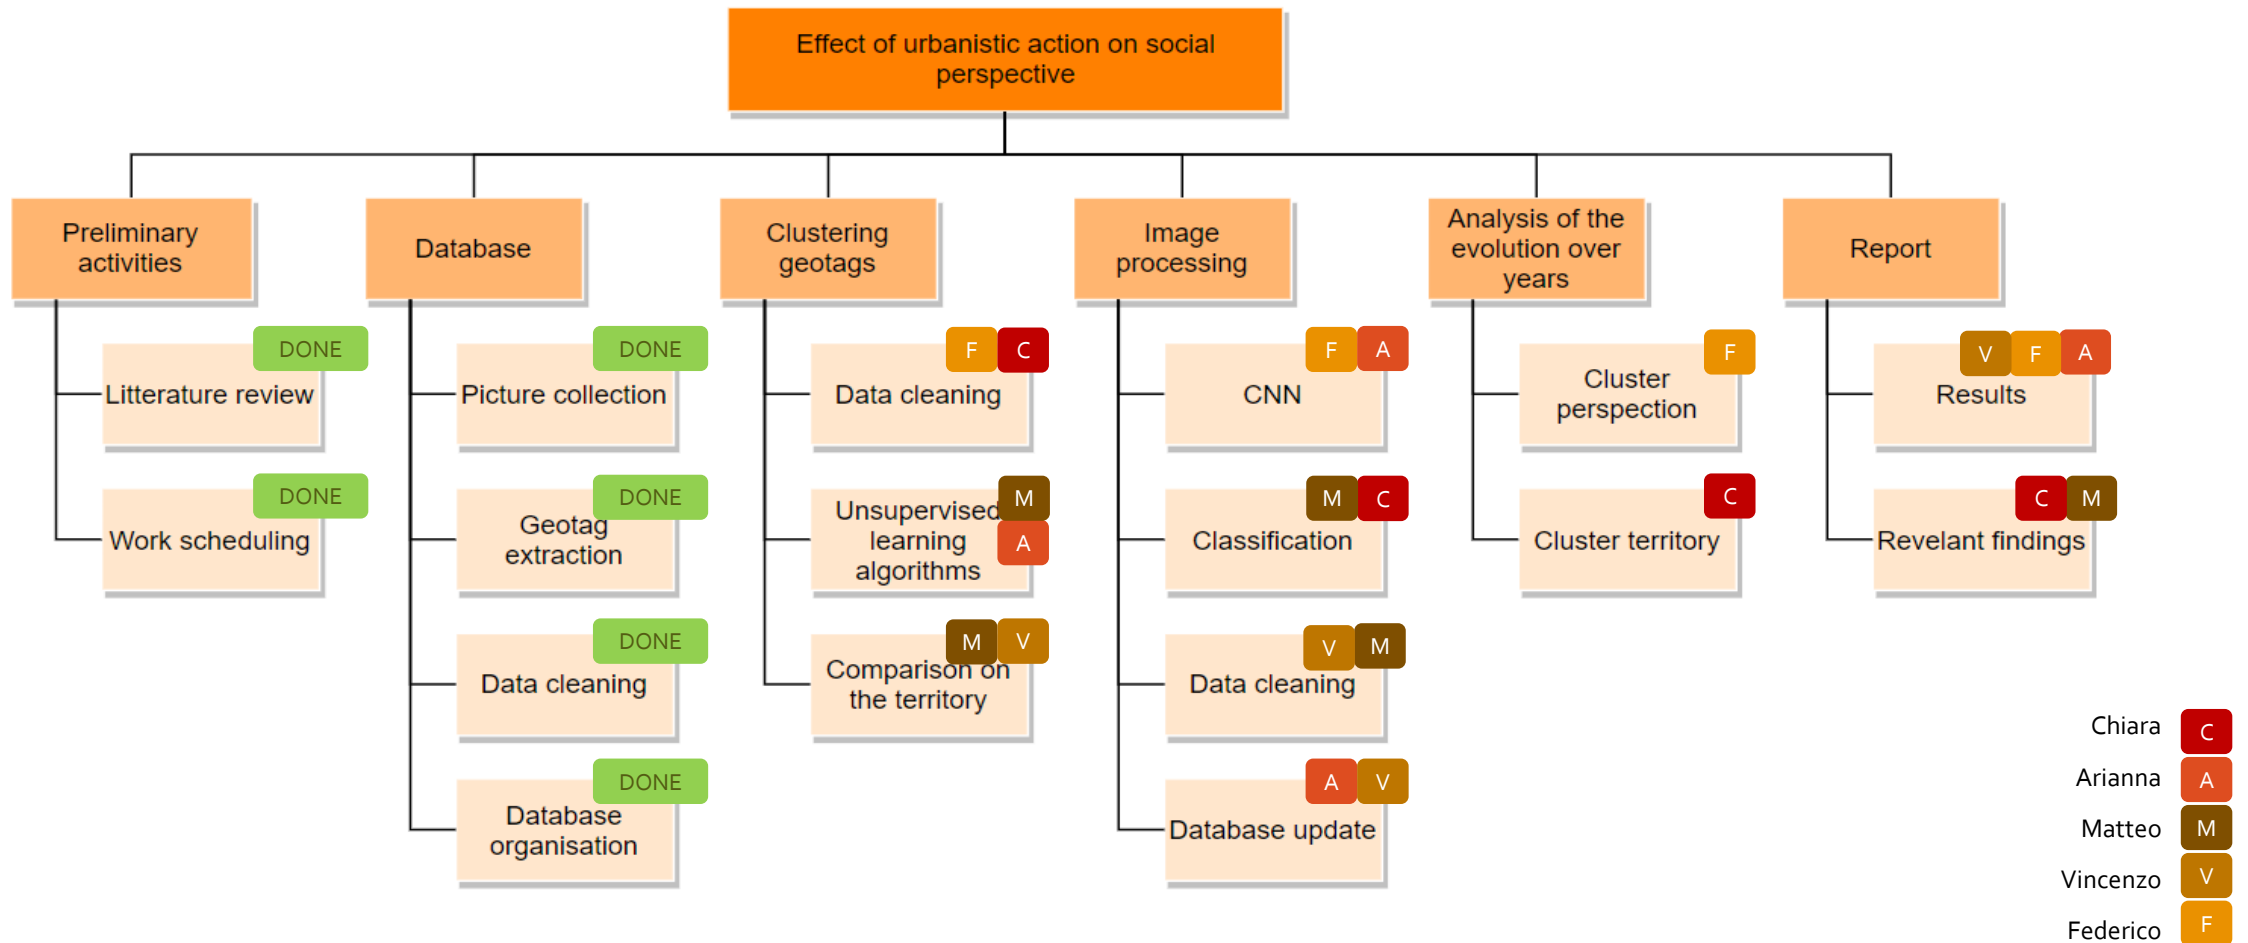 Effect of urbanistic action on social
perspective
Preliminary
activities
Database
Clustering
geotags
Image
processing
Analysis of the
evolution over
years
Report
DONE
Litterature review
DONE
Work scheduling
DONE
Picture collection
DONE
Geotag
extraction
DONE
Data cleaning
DONE
Database
organisation
F C
Data cleaning
M
A
Unsupervised
learning
algorithms
M V
Comparison on
the territory
F A
CNN
M C
Classification
V M
Data cleaning
A V
Database update
F
Cluster
perspection
C
Cluster territory
V F A
Results
C M
Revelant findings
Chiara C
Arianna A
Matteo M
Vincenzo V
Federico F